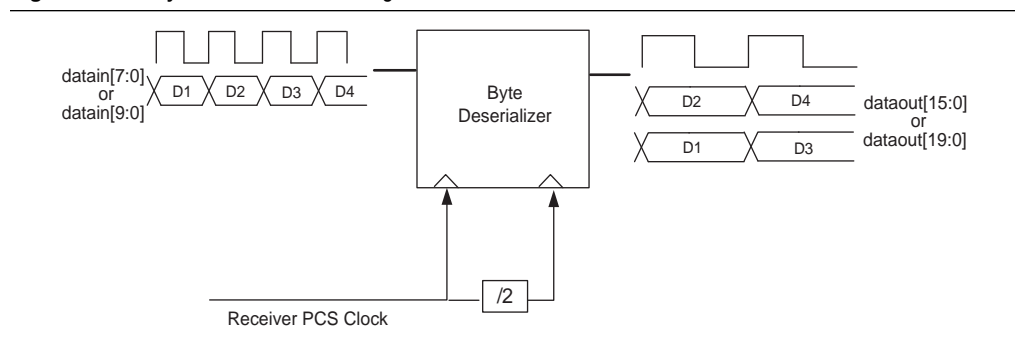 datain[7:0]
or
datain[9:0]
D1 D2 D3 D4
Byte
Deserializer
D2 D4
D1 D3
dataout[15:0]
or
dataout[19:0]
/2
Receiver PCS Clock